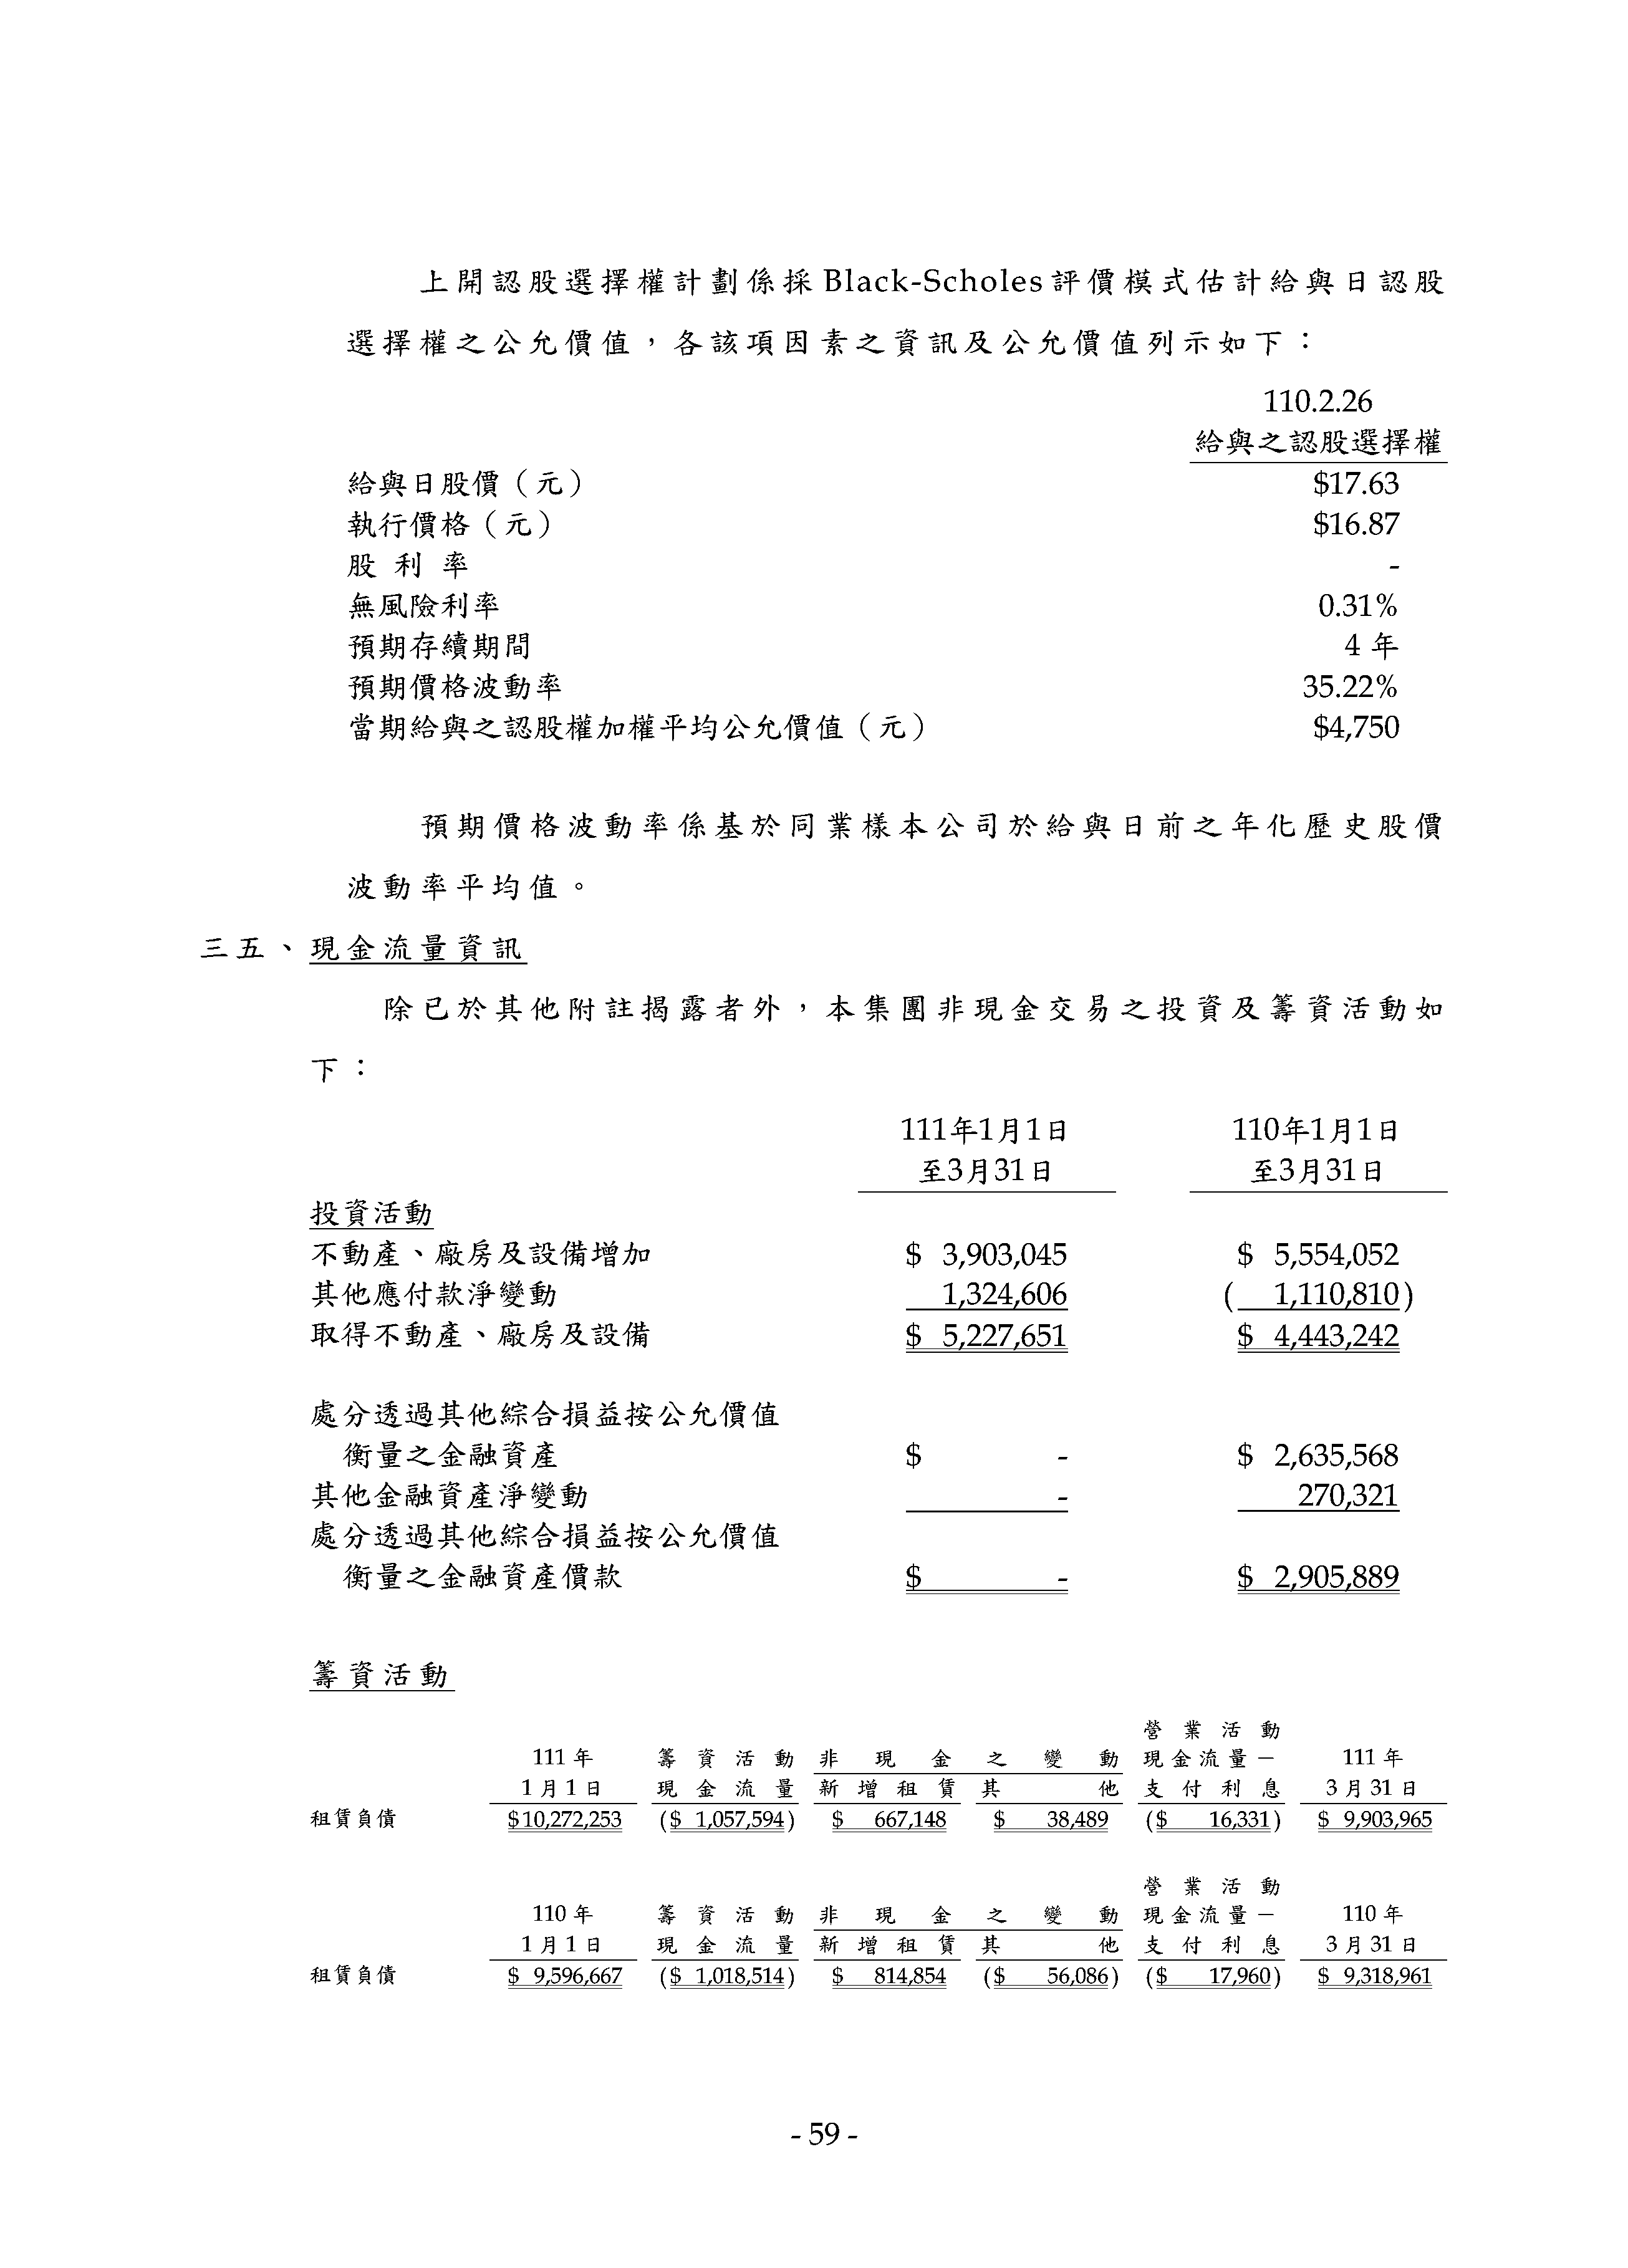 上開認股選擇權計劃係採 Black-Scholes 評價模式估計給與日認股
選擇權之公允價值，各該項因素之資訊及公允價值列示如下：
110.2.26
給與之認股選擇權
給與日股價（元） $17.63
執行價格（元） $16.87
股 利 率 -
無風險利率 0.31%
預期存續期間 4 年
預期價格波動率 35.22%
當期給與之認股權加權平均公允價值（元） $4,750
預期價格波動率係基於同業樣本公司於給與日前之年化歷史股價
波動率平均值。
三五、現金流量資訊
除已於其他附註揭露者外，本集團非現金交易之投資及籌資活動如
下：
111年1月1日 110年1月1日
至3月31日 至3月31日
投資活動
不動產、廠房及設備增加 $ 3,903,045 $ 5,554,052
其他應付款淨變動 1,324,606 ( 1,110,810)
取得不動產、廠房及設備 $ 5,227,651 $ 4,443,242
處分透過其他綜合損益按公允價值
衡量之金融資產 $ - $ 2,635,568
其他金融資產淨變動 - 270,321
處分透過其他綜合損益按公允價值
衡量之金融資產價款 $ - $ 2,905,889
籌資活動
營業活動
111 年 籌資活動 非現金之變動 現金流量－ 111 年
1 月 1 日 現金流量 新增租賃 其他 支付利息 3 月 31 日
租賃負債 $10,272,253 ($ 1,057,594) $ 667,148 $ 38,489 ($ 16,331) $ 9,903,965
營業活動
110 年 籌資活動 非現金之變動 現金流量－ 110 年
1 月 1 日 現金流量 新增租賃 其他 支付利息 3 月 31 日
租賃負債 $ 9,596,667 ($ 1,018,514) $ 814,854 ($ 56,086) ($ 17,960) $ 9,318,961
- 59 -